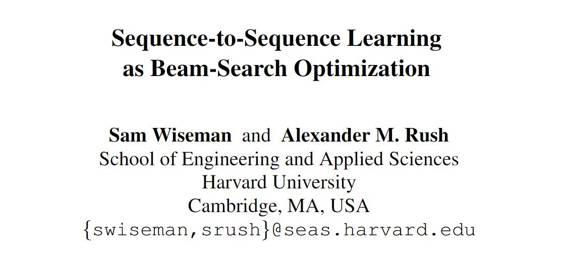 Sequence-to-Sequence Learning
as Beam-Search Optimization
Sam Wiseman and Alexander M. Rush
School of Engineering and Applied Sciences
Harvard University
Cambridge, MA, USA
{swiseman,srush}@seas.harvard.edu